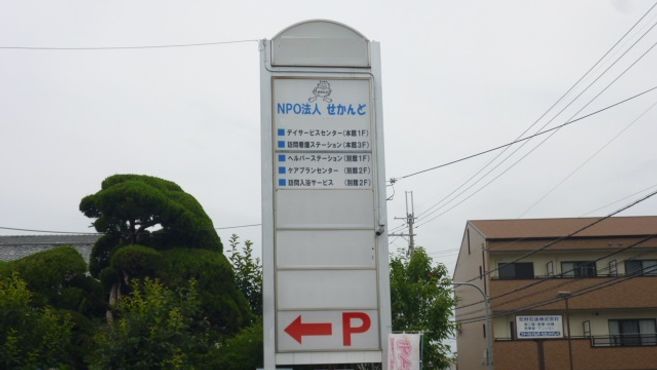 NPO法人 せかんど
■デイサービスセンター(本館1F)
■訪問看護ステーション(本館3F)
■ヘルパーステーション(別館1F)
■ケアプランセンター(別館2F)
■訪問入浴サービス(別館2F)
←P